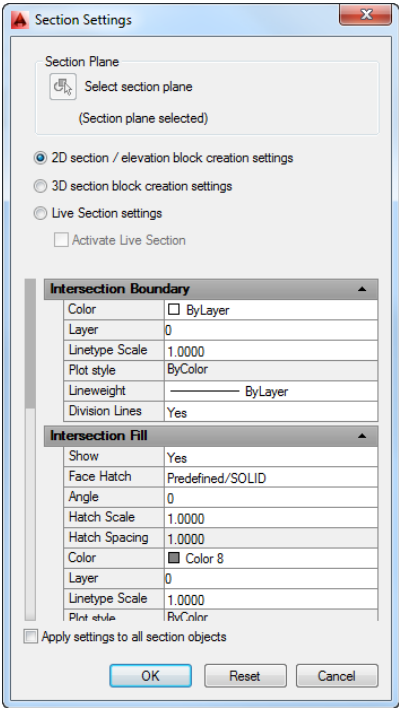 Section Settings
Section Plane
Select section plane
(Section plane selected)
2D section / elevation block creation settings
3D section block creation settings
Live Section settings
Activate Live Section
Intersection Boundary
Color ByLayer
Layer 0
Linetype Scale 1.0000
Plot style ByColor
Lineweight ByLayer
Division Lines Yes
Intersection Fill
Show Yes
Face Hatch Predefined/SOLID
Angle 0
Hatch Scale 1.0000
Hatch Spacing 1.0000
Color Color 8
Layer 0
Linetype Scale 1.0000
Plot style ByColor
Apply settings to all section objects
OK Reset Cancel